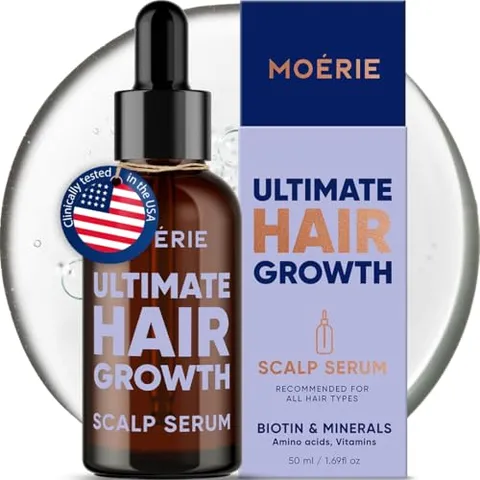 Clinically tested
in the USA
ÉRIE
ULTIMATE
HAIR
GROWTH
SCALP SERUM
MOÉRIE
ULTIMATE
HAIR
GROWTH
SCALP SERUM
RECOMMENDED FOR
ALL HAIR TYPES
BIOTIN & MINERALS
Amino acids, Vitamins
50 ml / 1.69fl oz